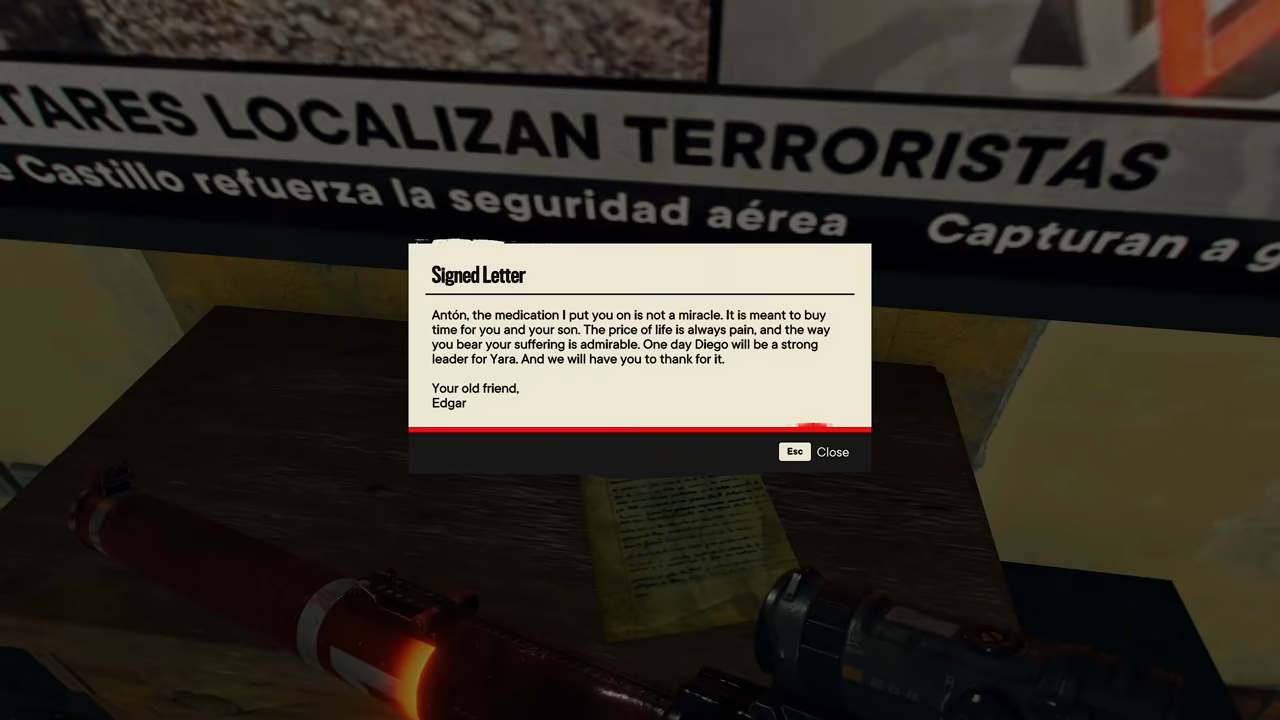 TARES LOCALIZAN TERRORISTAS
Castillo refuerza la seguridad aérea Capturan a g
Signed Letter
Antón, the medication I put you on is not a miracle. It is meant to buy
time for you and your son. The price of life is always pain, and the way
you bear your suffering is admirable. One day Diego will be a strong
leader for Yara. And we will have you to thank for it.
Your old friend,
Edgar
Esc Close